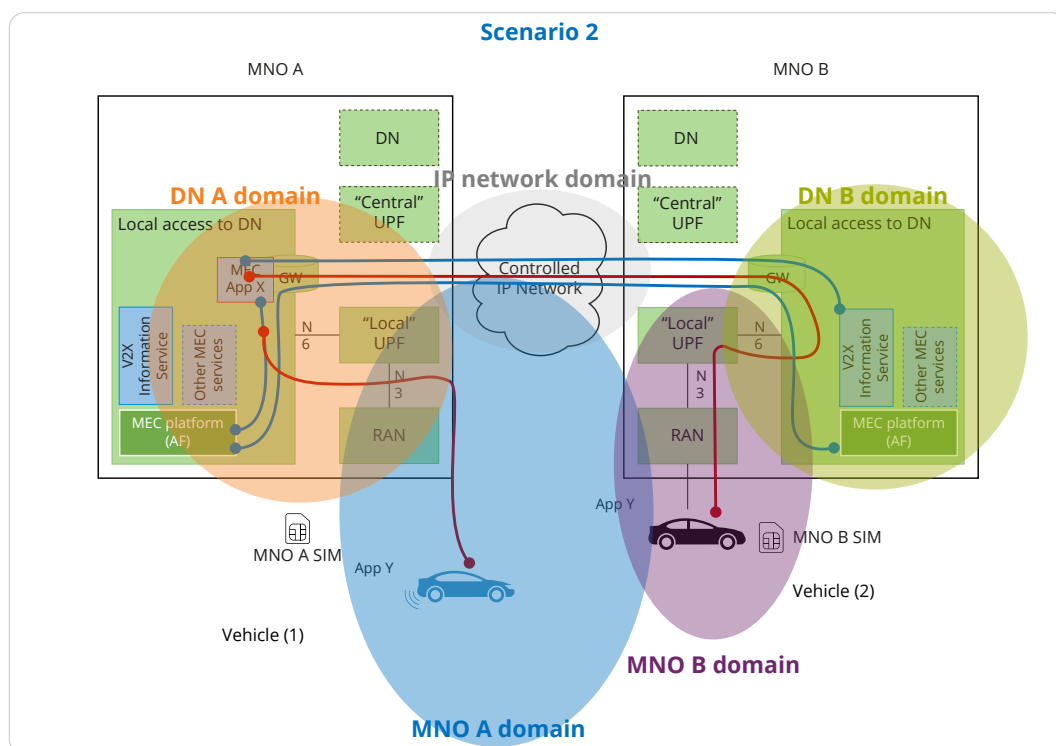 Scenario 2
MNO A
MNO B
DN
DN
IP network domain
DN A domain
DN B domain
“Central”
UPF
“Central”
UPF
Local access to DN
Local access to DN
MEC
App X
GW
Controlled
IP Network
GW
V2X
Information
Service
Other MEC
services
N
6
“Local”
UPF
“Local”
UPF
N
6
V2X
Information
Service
Other MEC
services
N
3
N
3
MEC platform
(AF)
RAN
RAN
MEC platform
(AF)
App Y
MNO A SIM
MNO B SIM
App Y
Vehicle (2)
Vehicle (1)
MNO B domain
MNO A domain